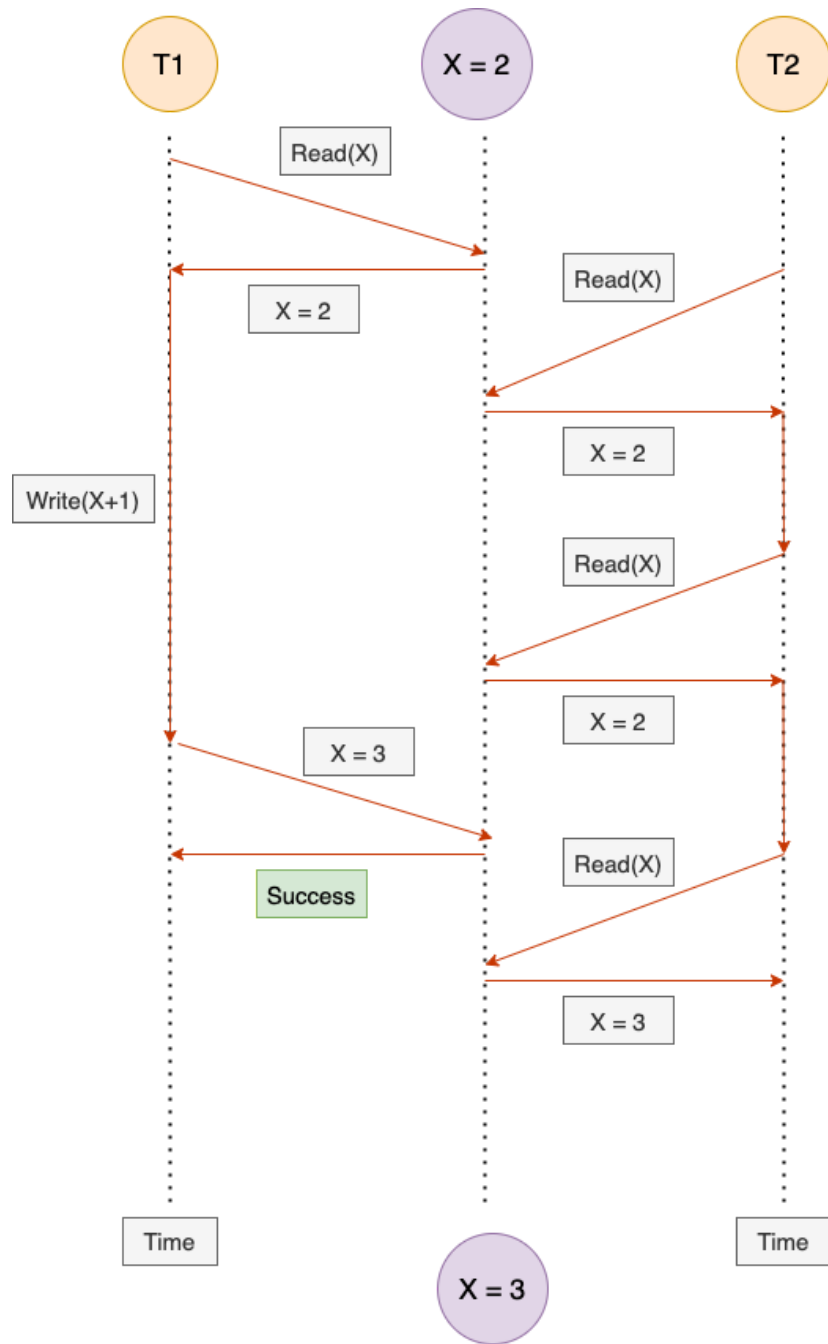 T1
X = 2
T2
Read(X)
Read(X)
X = 2
X = 2
Write(X+1)
Read(X)
X = 2
X = 3
Read(X)
Success
X = 3
Time
Time
X = 3